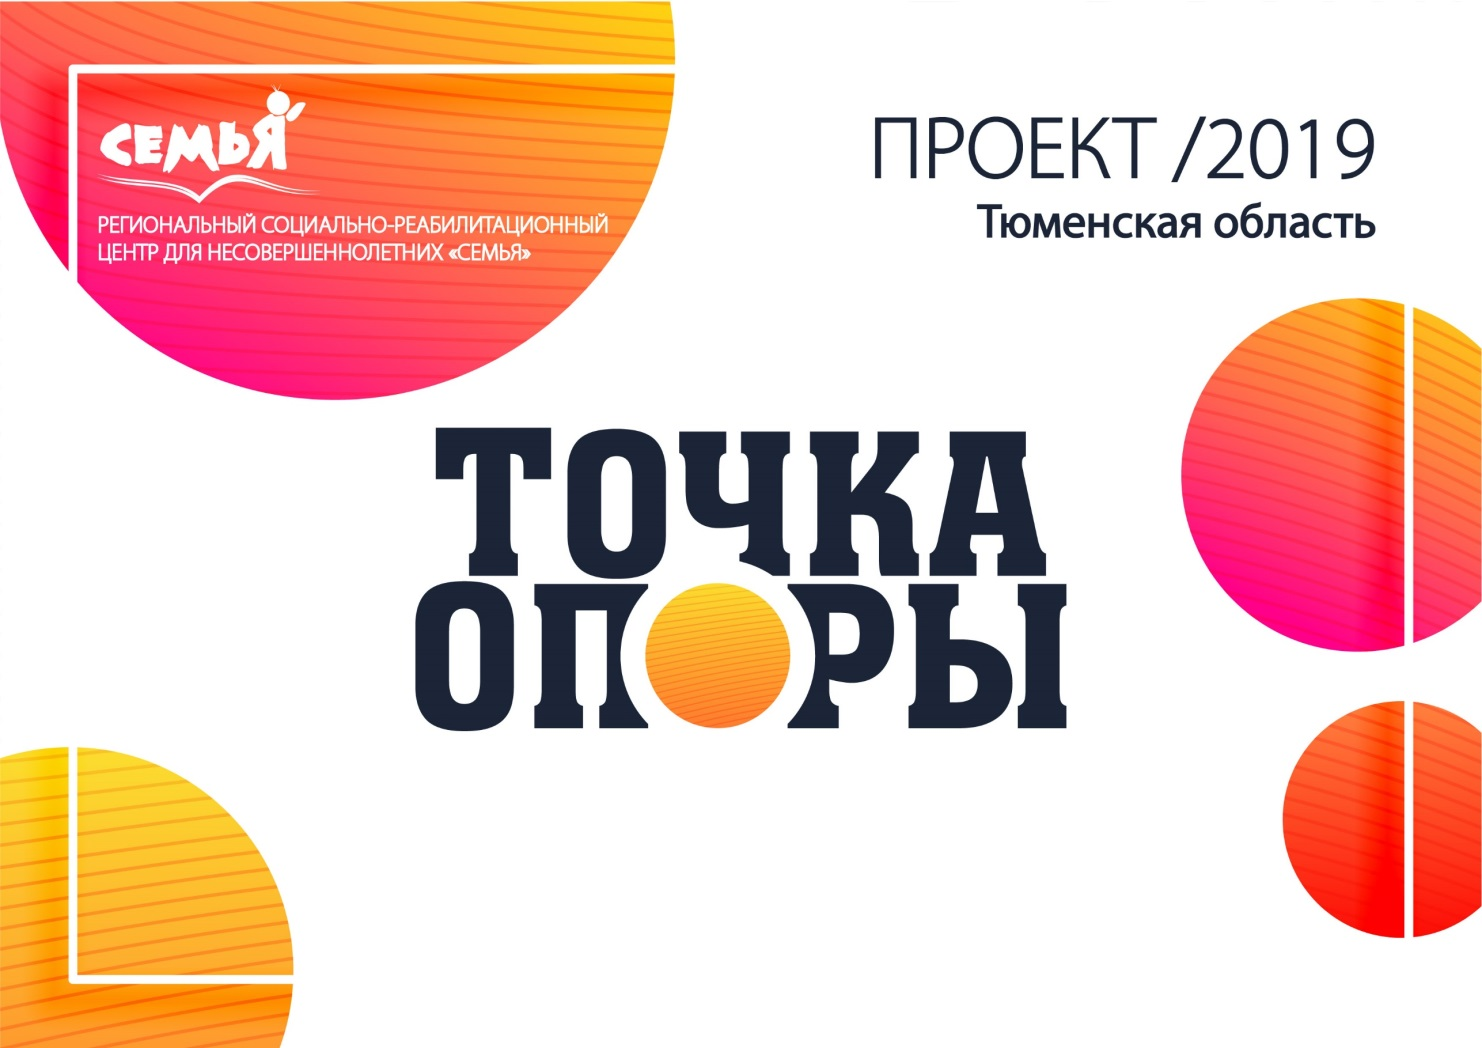 СЕМЬЯ
РЕГИОНАЛЬНЫЙ СОЦИАЛЬНО-РЕАБИЛИТАЦИОННЫЙ
ЦЕНТР ДЛЯ НЕСОВЕРШЕННОЛЕТНИХ «СЕМЬЯ»
ПРОЕКТ /2019
Тюменская область
ТОЧКА
ОПОРЫ